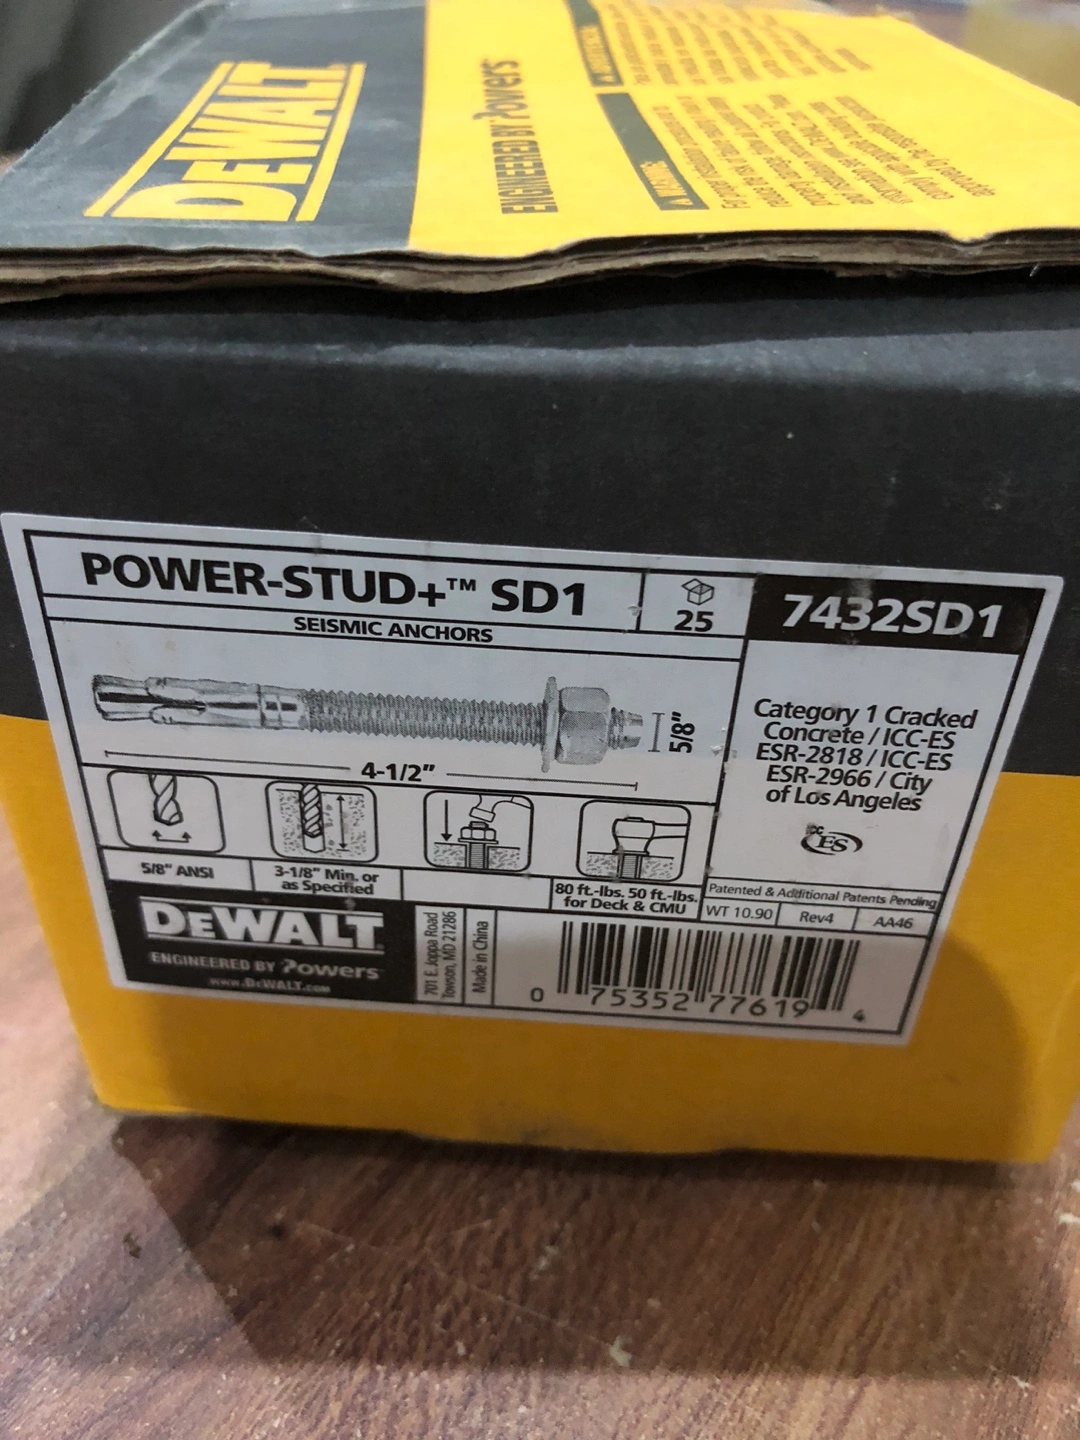 DEWALT
ENGINEERED BY Powers
POWER-STUD+™ SD1
25
7432SD1
SEISMIC ANCHORS
5/8"
4-1/2"
Category 1 Cracked
Concrete / ICC-ES
ESR-2818 / ICC-ES
ESR-2966 / City
of Los Angeles
ICC
ES
5/8" ANSI
3-1/8" Min. or
as Specified
80 ft.-lbs. 50 ft.-lbs.
for Deck & CMU
Patented & Additional Patents Pending
WT 10.90
Rev4
AA46
DEWALT
ENGINEERED BY Powers
www.DEWALT.com
701 E. Joppa Road
Towson, MD 21286
Made in China
0 75352 77619 4